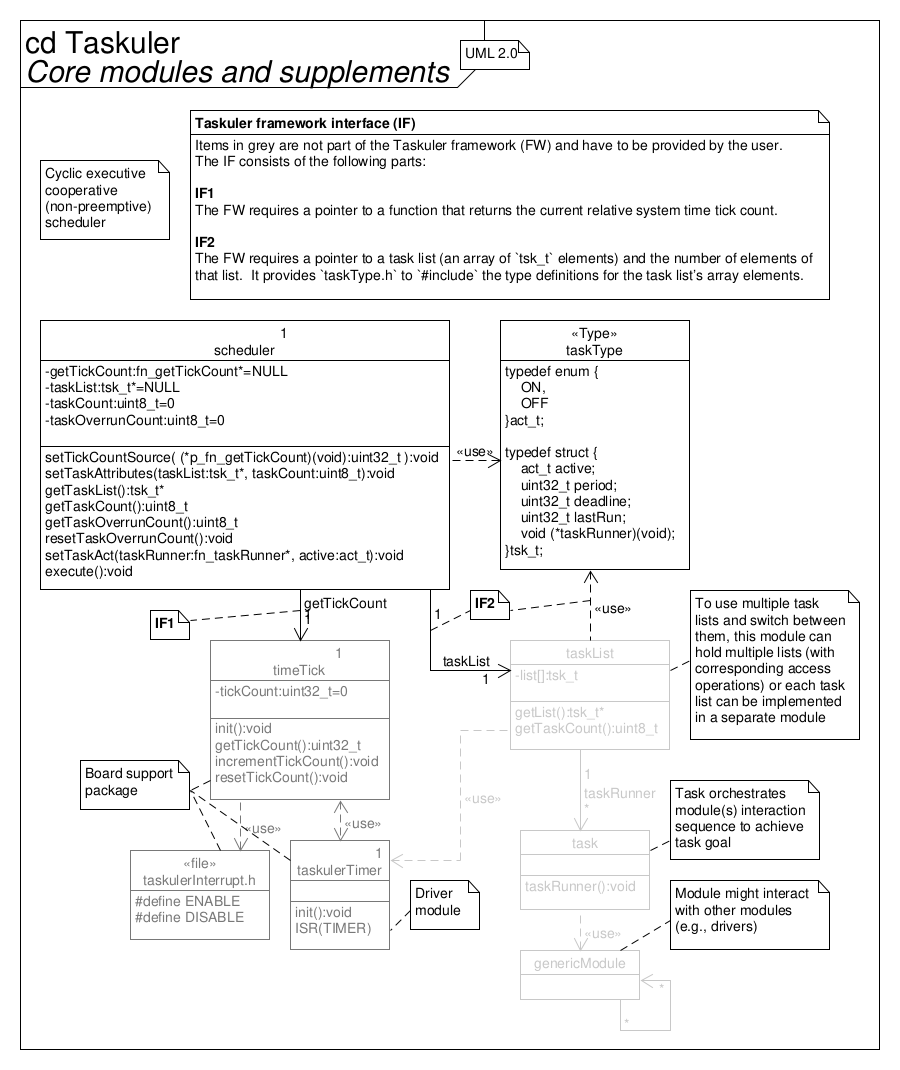 cd Taskuler
Core modules and supplements
UML 2.0
Cyclic executive
cooperative
(non-preemptive)
scheduler
Taskuler framework interface (IF)
Items in grey are not part of the Taskuler framework (FW) and have to be provided by the user.
The IF consists of the following parts:
IF1
The FW requires a pointer to a function that returns the current relative system time tick count.
IF2
The FW requires a pointer to a task list (an array of `tsk_t` elements) and the number of elements of
that list.  It provides `taskType.h` to `#include` the type definitions for the task list's array elements.
1
scheduler
-getTickCount:fn_getTickCount*=NULL
-taskList:tsk_t*=NULL
-taskCount:uint8_t=0
-taskOverrunCount:uint8_t=0
setTickCountSource( (*p_fn_getTickCount)(void):uint32_t ):void
setTaskAttributes(taskList:tsk_t*, taskCount:uint8_t):void
getTaskList():tsk_t*
getTaskCount():uint8_t
getTaskOverrunCount():uint8_t
resetTaskOverrunCount():void
setTaskAct(taskRunner:fn_taskRunner*, active:act_t):void
execute():void
«use»
«Type»
taskType
typedef enum {
ON,
OFF
}act_t;
typedef struct {
act_t active;
uint32_t period;
uint32_t deadline;
uint32_t lastRun;
void (*taskRunner)(void);
}tsk_t;
IF1
getTickCount
1
1
IF2
«use»
taskList
1
To use multiple task
lists and switch between
them, this module can
hold multiple lists (with
corresponding access
operations) or each task
list can be implemented
in a separate module
1
timeTick
-tickCount:uint32_t=0
init():void
getTickCount():uint32_t
incrementTickCount():void
resetTickCount():void
taskList
-list[]:tsk_t
getList():tsk_t*
getTaskCount():uint8_t
Board support
package
«use»
«use»
«use»
1
taskRunner
*
Task orchestrates
module(s) interaction
sequence to achieve
task goal
«file»
taskulerInterrupt.h
#define ENABLE
#define DISABLE
1
taskulerTimer
init():void
ISR(TIMER)
Driver
module
task
taskRunner():void
Module might interact
with other modules
(e.g., drivers)
«use»
genericModule
*
*